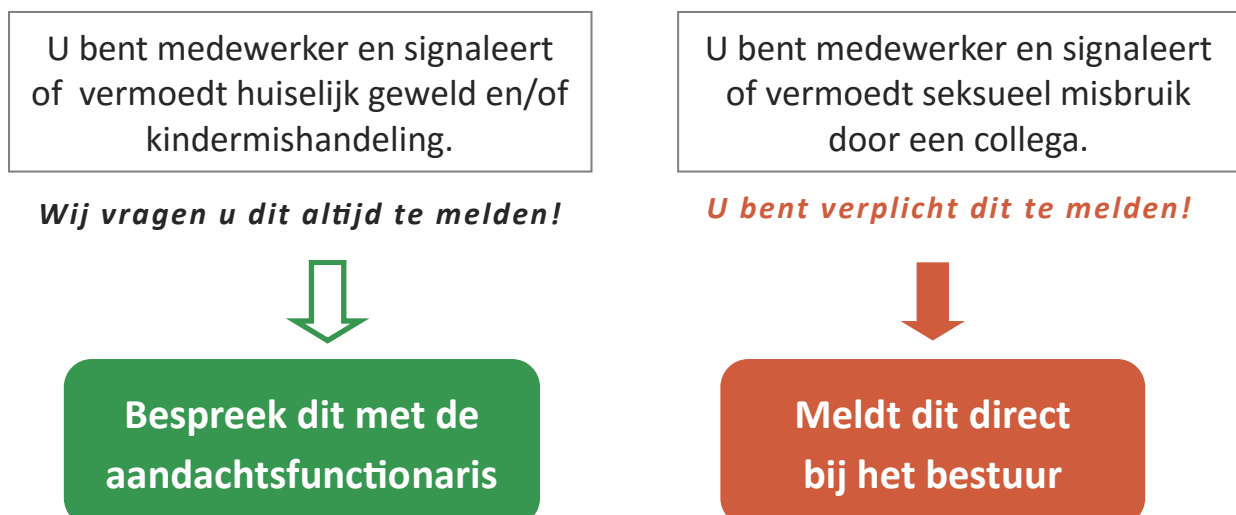 U bent medewerker en signaleert
of vermoedt huiselijk geweld en/of
kindermishandeling.
Wij vragen u dit altijd te melden!
Bespreek dit met de
aandachtsfunctionaris
U bent medewerker en signaleert
of vermoedt seksueel misbruik
door een collega.
U bent verplicht dit te melden!
Meldt dit direct
bij het bestuur